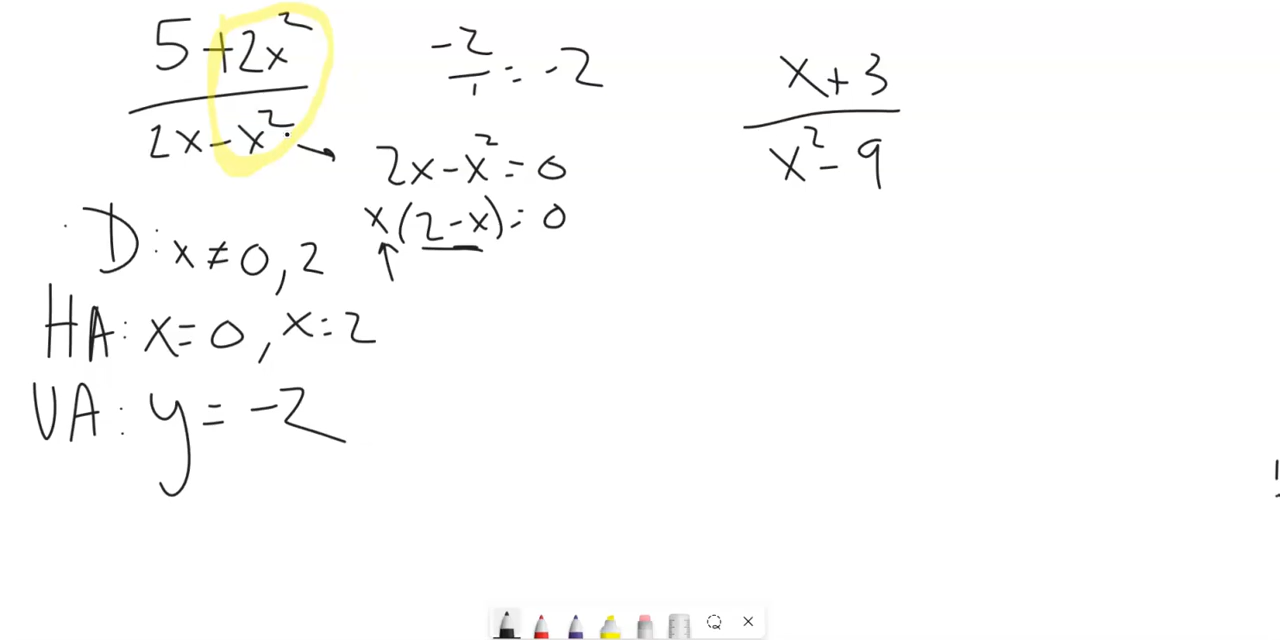 5+2x²
2x-x²
-2/1 = -2
2x-x²=0
x(2-x)=0
D: x≠0,2
HA: x=0, x=2
VA: y=-2
x+3
x²-9